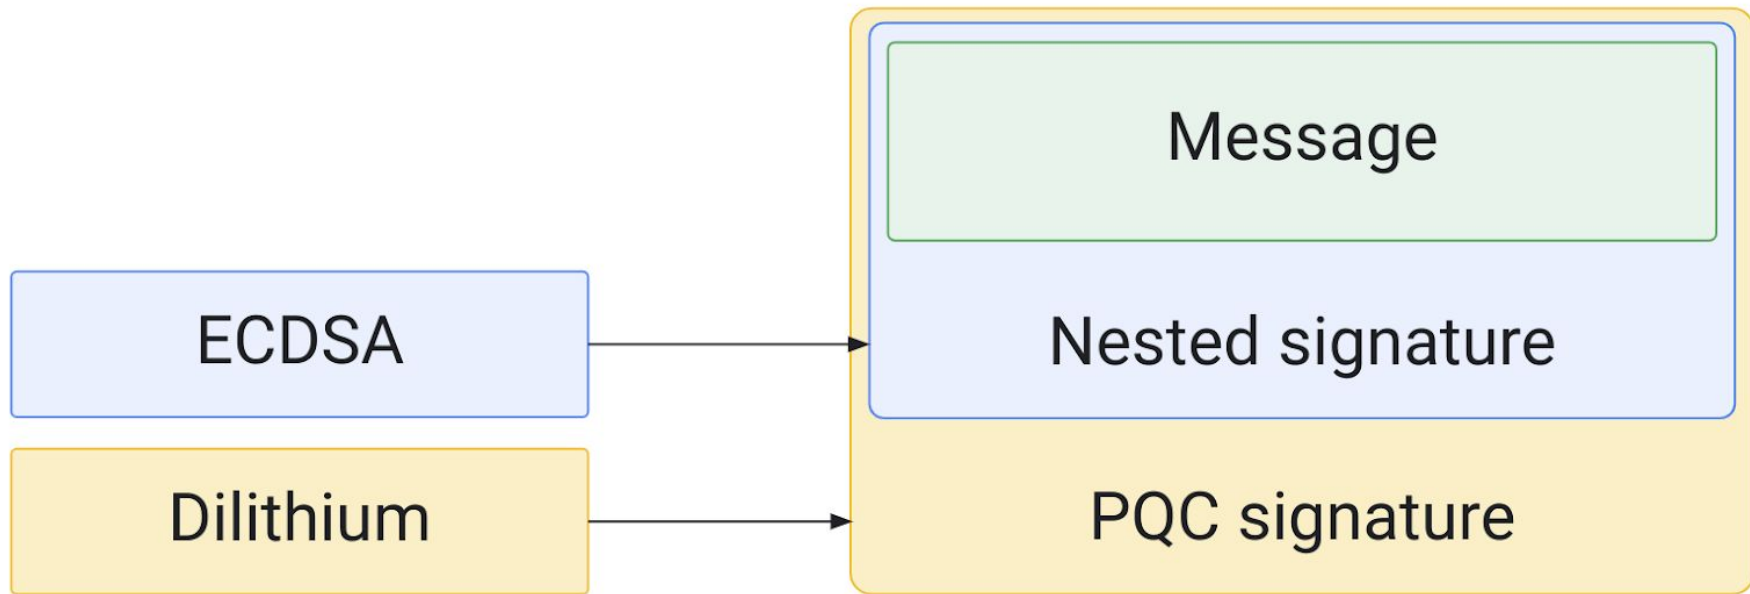 Message
ECDSA
Nested signature
Dilithium
PQC signature